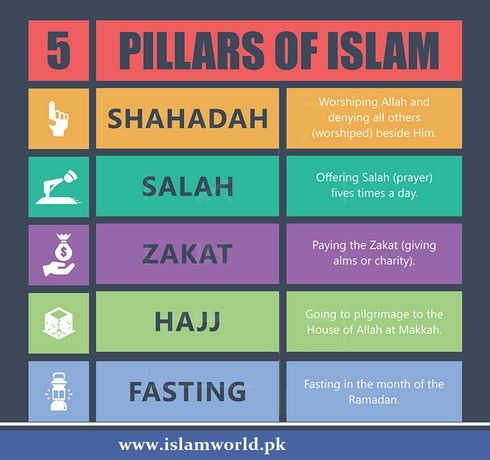 5 PILLARS OF ISLAM
SHAHADAH
Worshiping Allah and
denying all others
(worshiped) beside Him.
SALAH
Offering Salah (prayer)
fives times a day.
ZAKAT
Paying the Zakat (giving
alms or charity).
HAJJ
Going to pilgrimage to the
House of Allah at Makkah.
FASTING
Fasting in the month of the
Ramadan.
www.islamworld.pk